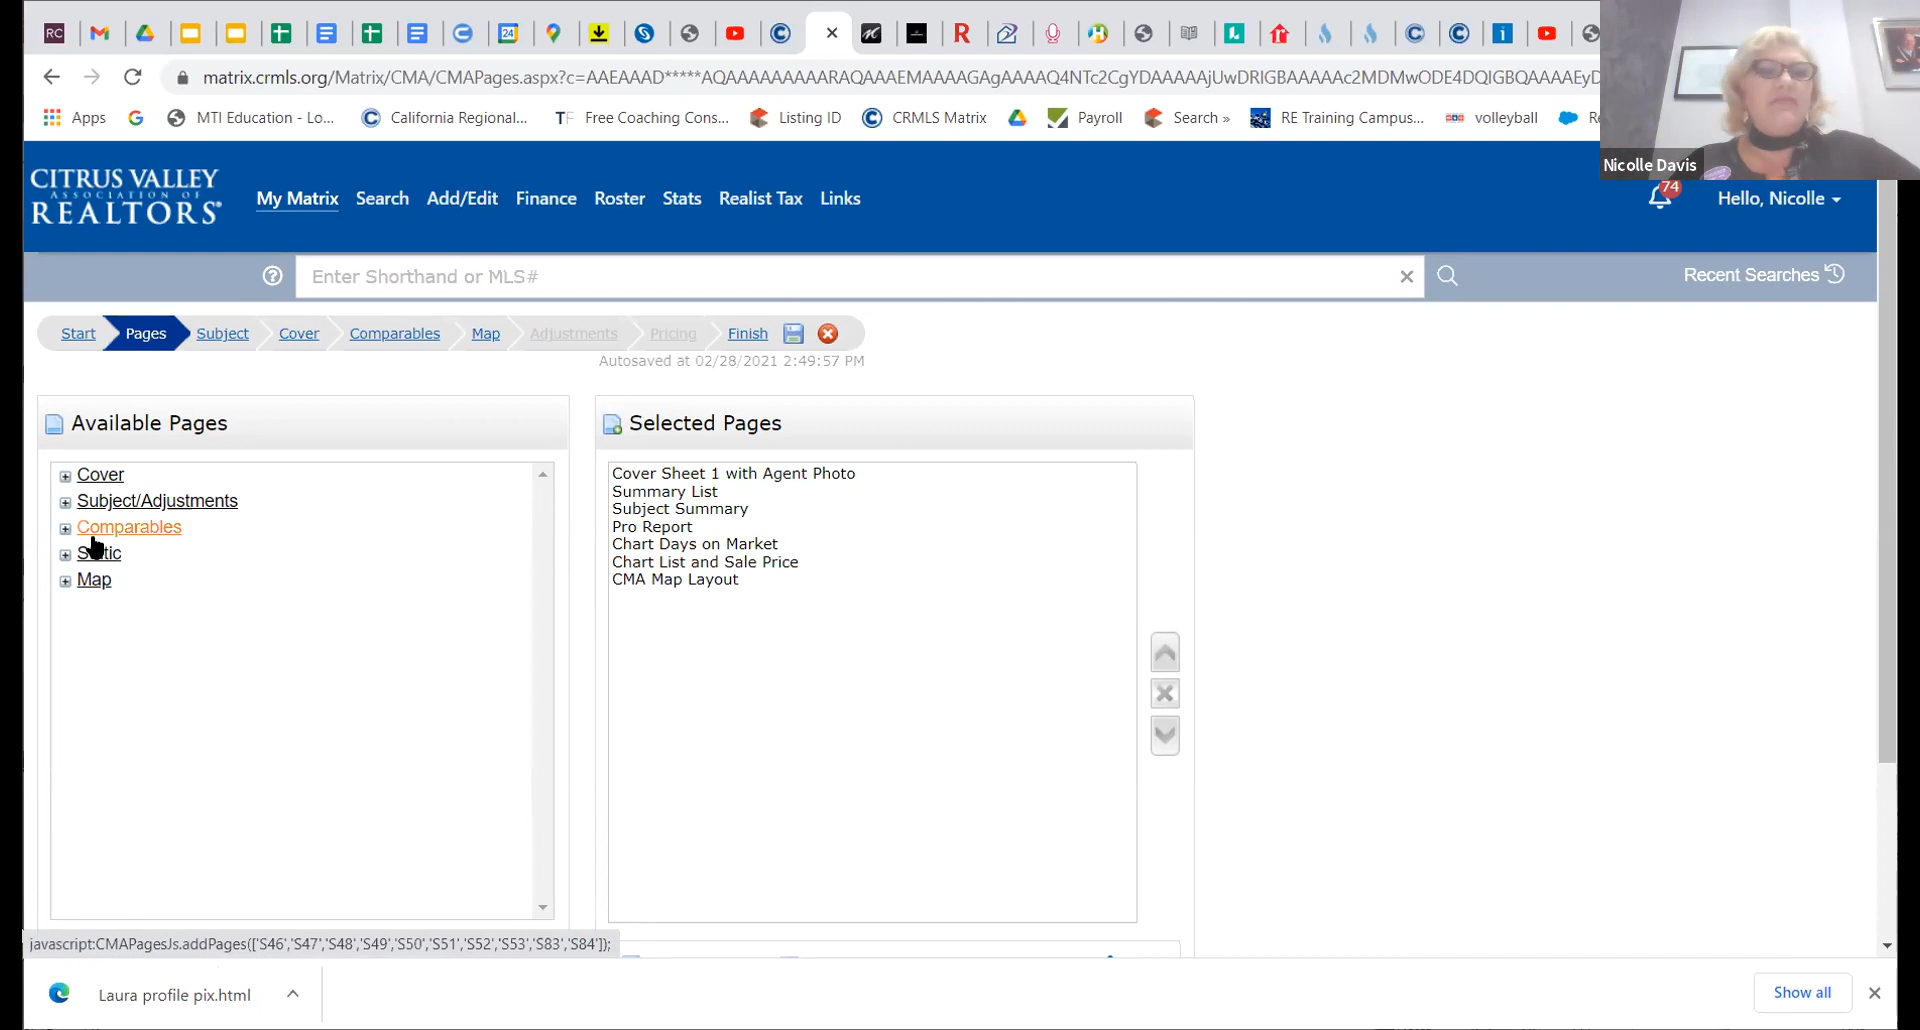 RC
24
R
L
matrix.crmls.org/Matrix/CMA/CMAPages.aspx?c=AAEAAAD*****AQAAAAAAAAARAQAAAEMAAAAGAgAAAAQ4NTc2CgYDAAAAAjUwDRIGBAAAAAc2MDMwODE4DQIGBQAAAAEyD
Apps MTI Education - Lo... California Regional... TF Free Coaching Cons... Listing ID CRMLS Matrix Payroll Search » RE Training Campus... volleyball
Nicolle Davis
CITRUS VALLEY
ASSOCIATION OF
REALTORS®
My Matrix Search Add/Edit Finance Roster Stats Realist Tax Links
74
Hello, Nicolle
Enter Shorthand or MLS#
Recent Searches
Start Pages Subject Cover Comparables Map Adjustments Pricing Finish
Autosaved at 02/28/2021 2:49:57 PM
Available Pages
Cover
Subject/Adjustments
Comparables
Static
Map
Selected Pages
Cover Sheet 1 with Agent Photo
Summary List
Subject Summary
Pro Report
Chart Days on Market
Chart List and Sale Price
CMA Map Layout
javascript:CMAPagesJs.addPages(['S46','S47','S48','S49','S50','S51','S52','S53','S83','S84']);
Laura profile pix.html
Show all